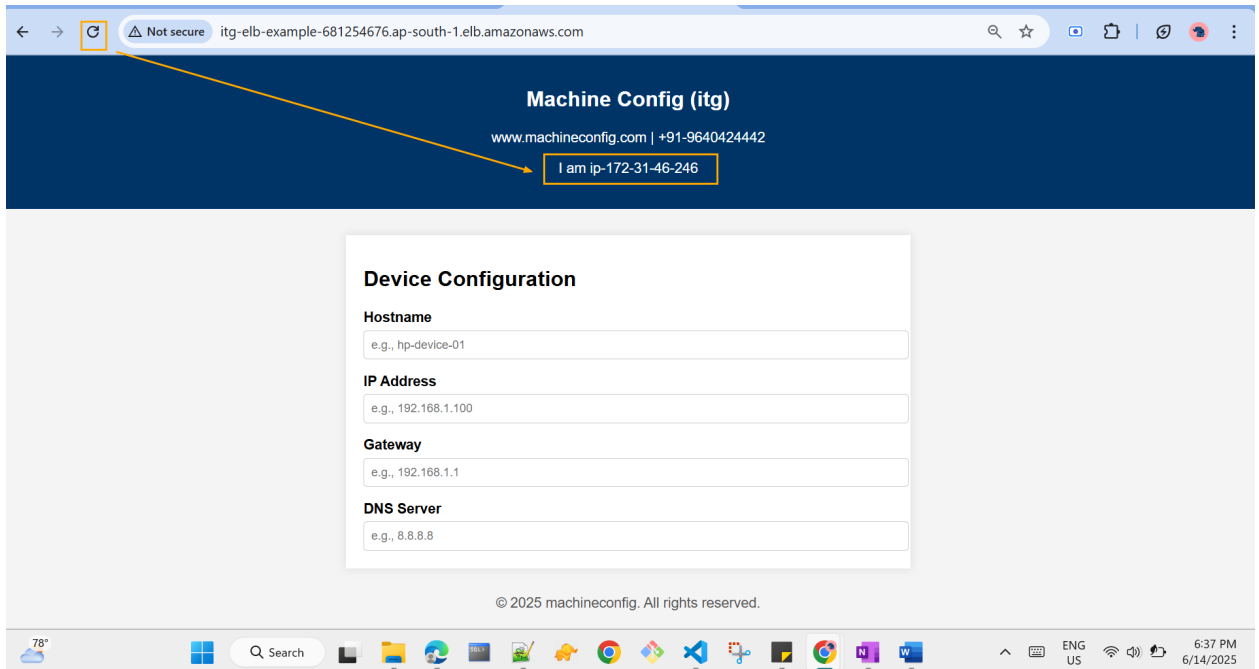 Not secure
itg-elb-example-681254676.ap-south-1.elb.amazonaws.com
Machine Config (itg)
www.machineconfig.com | +91-9640424442
I am ip-172-31-46-246
Device Configuration
Hostname
e.g., hp-device-01
IP Address
e.g., 192.168.1.100
Gateway
e.g., 192.168.1.1
DNS Server
e.g., 8.8.8.8
© 2025 machineconfig. All rights reserved.
78°
Search
ENG
US
6:37 PM
6/14/2025